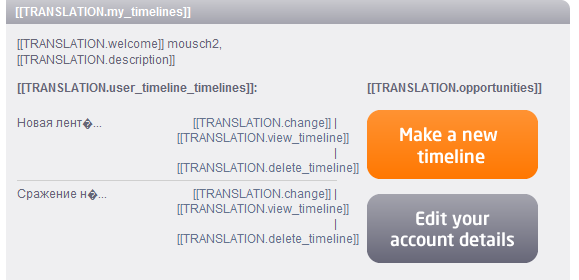 [[TRANSLATION.my_timelines]]
[[TRANSLATION.welcome]] mousch2,
[[TRANSLATION.description]]
[[TRANSLATION.user_timeline_timelines]]:
[[TRANSLATION.opportunities]]
Новая лент�...
[[TRANSLATION.change]] |
[[TRANSLATION.view_timeline]]
|
[[TRANSLATION.delete_timeline]]
Сражение н�...
[[TRANSLATION.change]] |
[[TRANSLATION.view_timeline]]
|
[[TRANSLATION.delete_timeline]]
Make a new
timeline
Edit your
account details